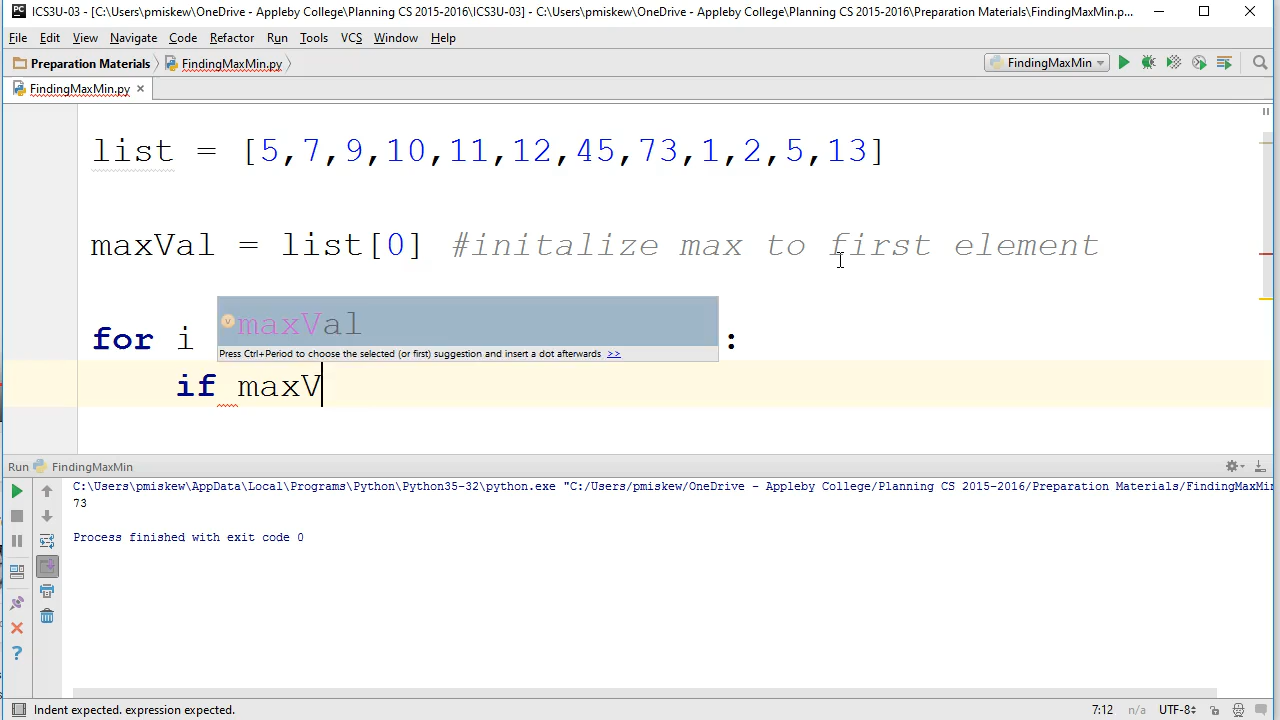 ICS3U-03 - [C:\Users\pmiskew\OneDrive - Appleby College\Planning CS 2015-2016\ICS3U-03] - C:\Users\pmiskew\OneDrive - Appleby College\Planning CS 2015-2016\Preparation Materials\FindingMaxMin.p...
File Edit View Navigate Code Refactor Run Tools VCS Window Help
Preparation Materials FindingMaxMin.py FindingMaxMin
FindingMaxMin.py
list = [5,7,9,10,11,12,45,73,1,2,5,13]
maxVal = list[0] #initalize max to first element
maxVal
for i :
Press Ctrl+Period to choose the selected (or first) suggestion and insert a dot afterwards >>
if maxV
Run FindingMaxMin
C:\Users\pmiskew\AppData\Local\Programs\Python\Python35-32\python.exe "C:/Users/pmiskew/OneDrive - Appleby College/Planning CS 2015-2016/Preparation Materials/FindingMaxMin
73
Process finished with exit code 0
Indent expected. expression expected. 7:12 n/a UTF-8